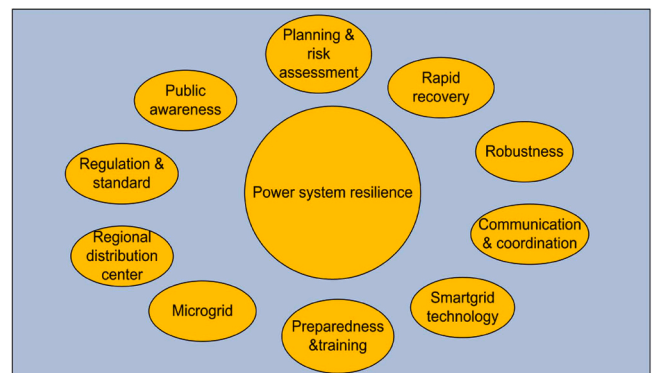 Planning &
risk
assessment
Rapid
recovery
Public
awareness
Robustness
Regulation &
standard
Power system resilience
Communication
& coordination
Regional
distribution
center
Smartgrid
technology
Microgrid
Preparedness
&training